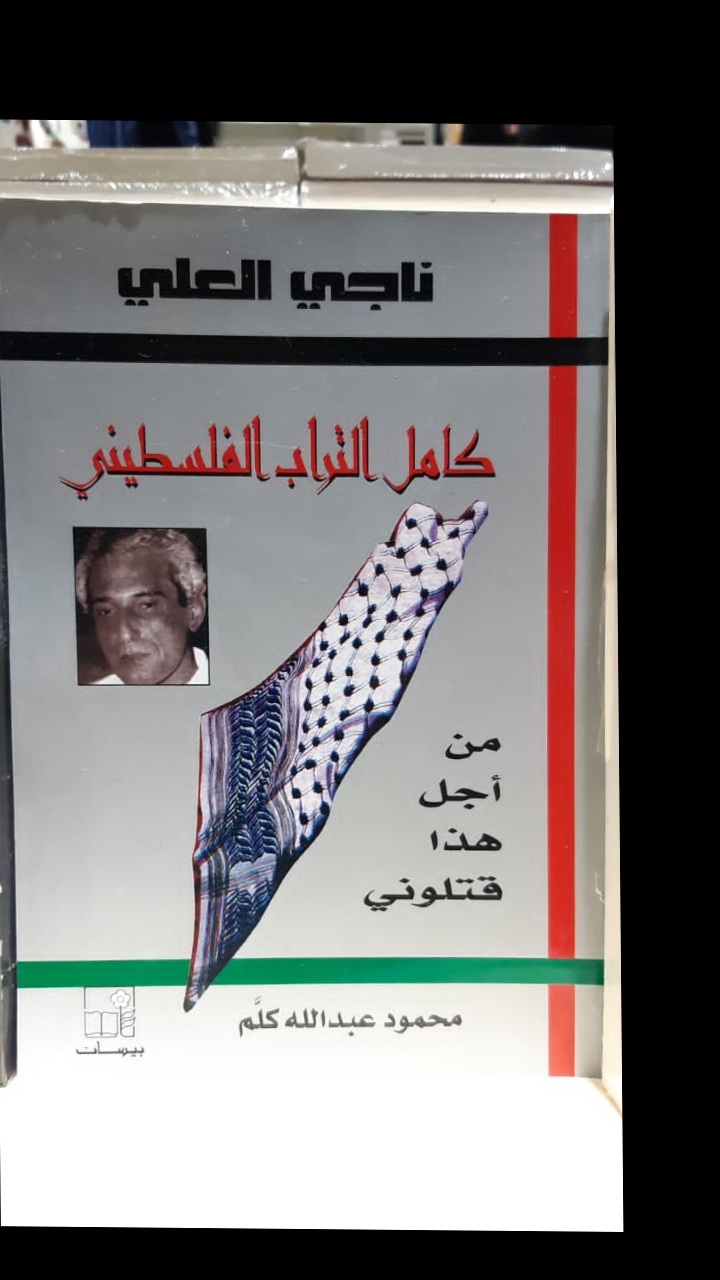 ناجي العلي
كامل التراب الفلسطيني
من
أجل
هذا
قتلوني
محمود عبدالله كلَّم
بيسان